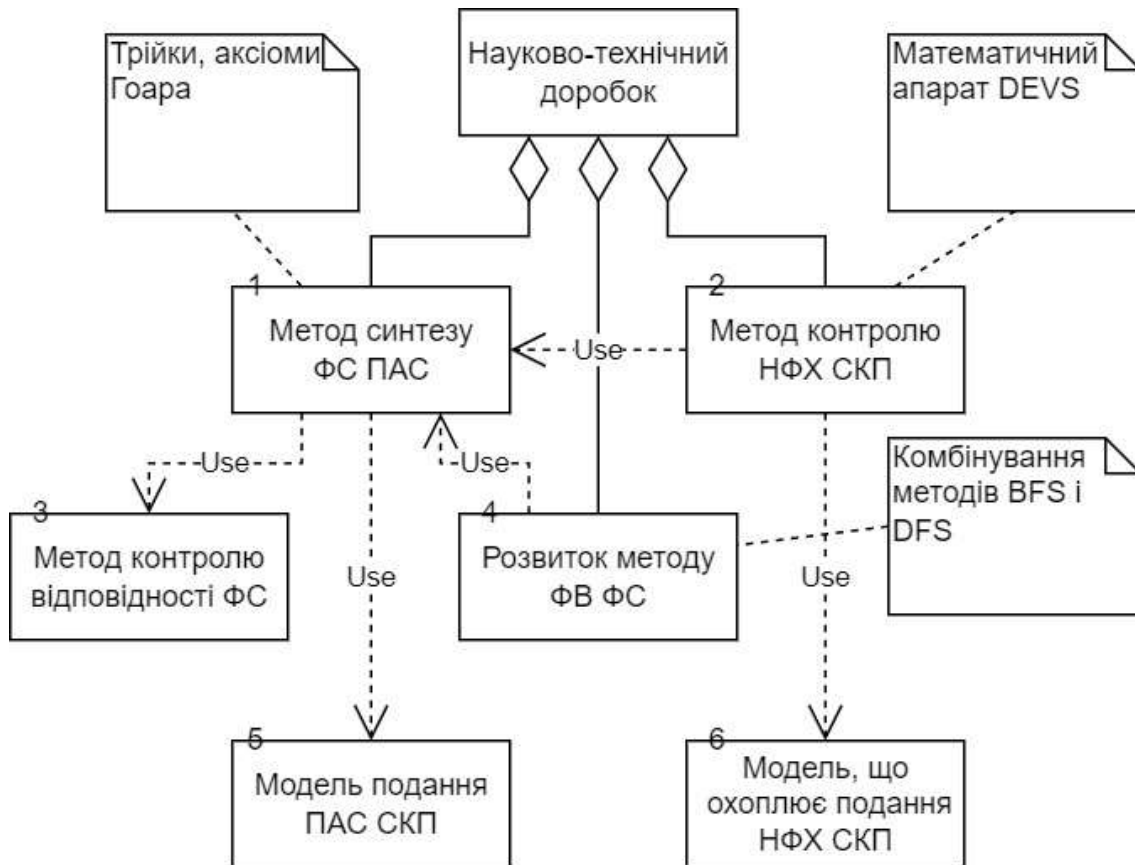 Трійки, аксіоми
Гоара
Науково-технічний
доробок
Математичний
апарат DEVS
1
Метод синтезу
ФС ПАС
Use
2
Метод контролю
НФХ СКП
Use
Use
3
Метод контролю
відповідності ФС
Use
4
Розвиток методу
ФВ ФС
Use
Комбінування
методів BFS і
DFS
5
Модель подання
ПАС СКП
6
Модель, що
охоплює подання
НФХ СКП